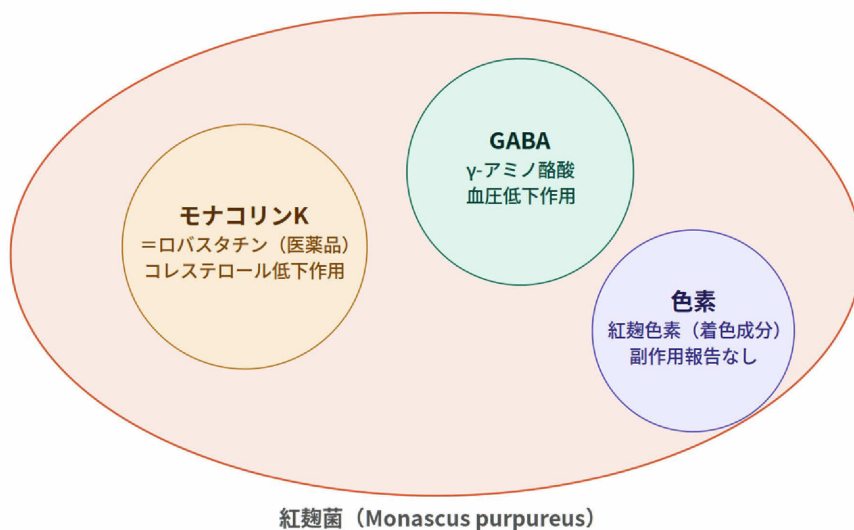 モナコリンK
＝ロバスタチン（医薬品）
コレステロール低下作用
GABA
γ-アミノ酪酸
血圧低下作用
色素
紅麹色素（着色成分）
副作用報告なし
紅麹菌（Monascus purpureus）